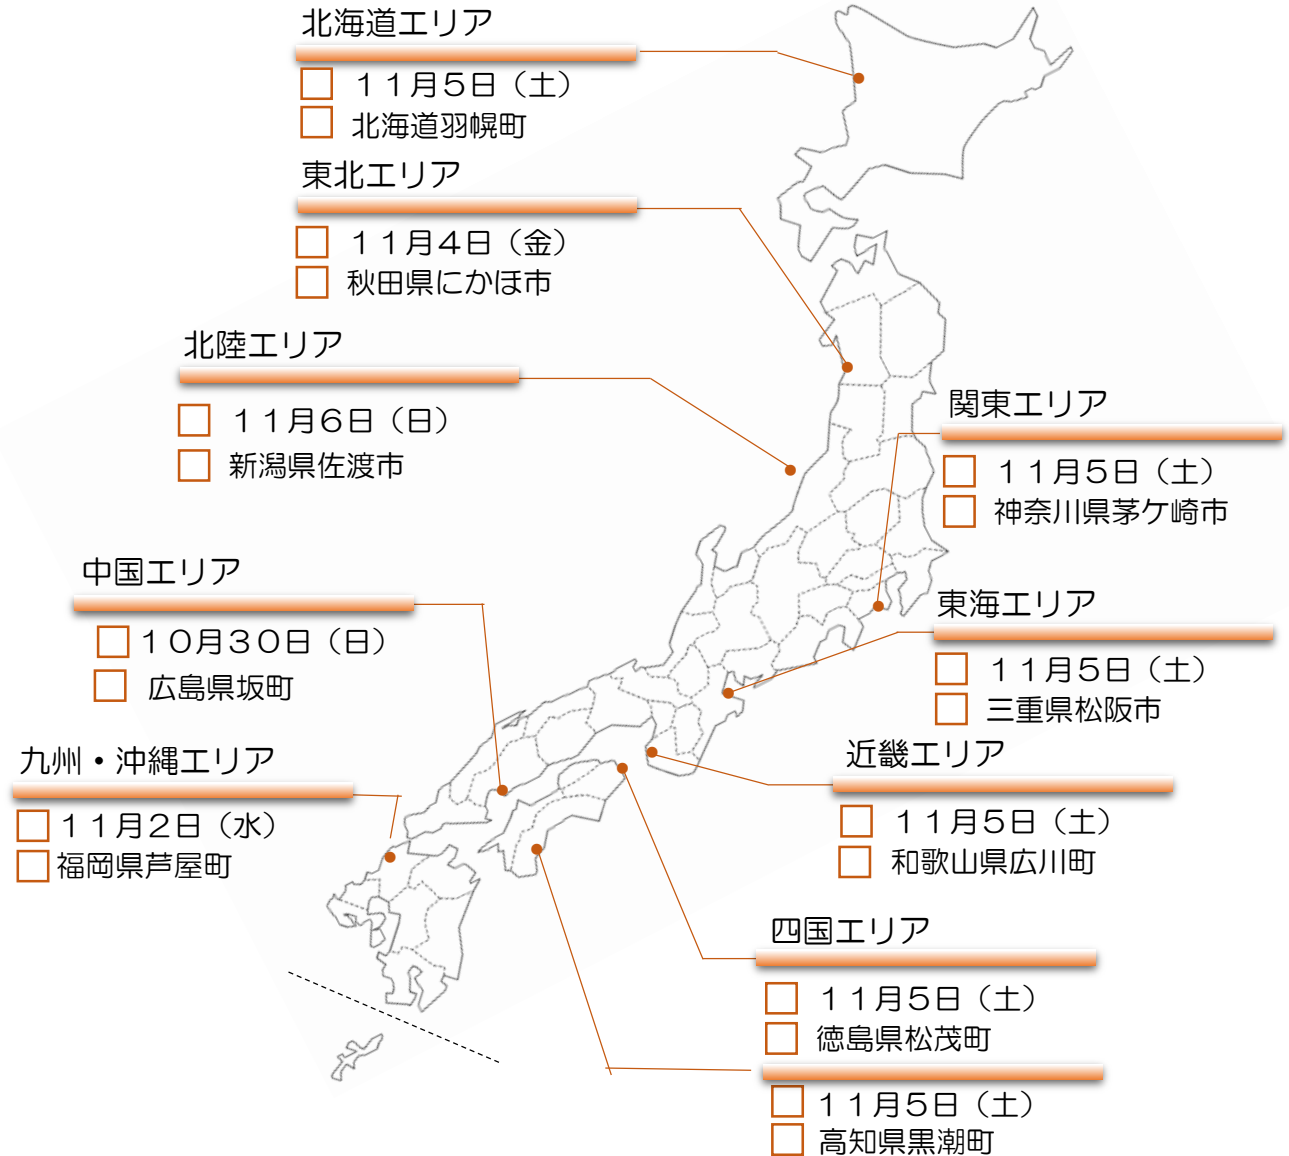 北海道エリア
□ 11月5日（土）
□ 北海道羽幌町
東北エリア
□ 11月4日（金）
□ 秋田県にかほ市
北陸エリア
□ 11月6日（日）
□ 新潟県佐渡市
関東エリア
□ 11月5日（土）
□ 神奈川県茅ケ崎市
中国エリア
□ 10月30日（日）
□ 広島県坂町
東海エリア
□ 11月5日（土）
□ 三重県松阪市
九州・沖縄エリア
□ 11月2日（水）
□ 福岡県芦屋町
近畿エリア
□ 11月5日（土）
□ 和歌山県広川町
四国エリア
□ 11月5日（土）
□ 徳島県松茂町
□ 11月5日（土）
□ 高知県黒潮町